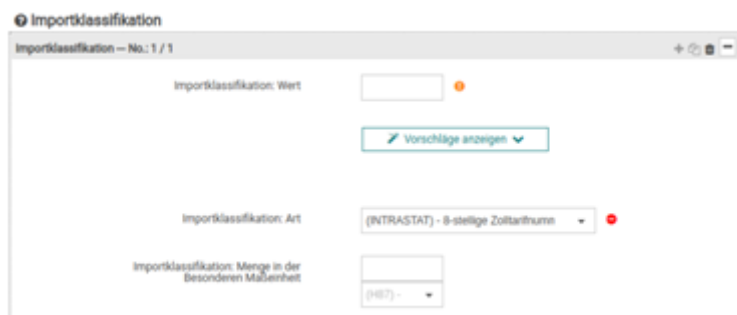 Importklassifikation
Importklassifikation — No.: 1 / 1
Importklassifikation: Wert
Vorschläge anzeigen
Importklassifikation: Art
(INTRASTAT) - 8-stellige Zolltarifnumn
Importklassifikation: Menge in der
Besonderen Maßeinheit
(H87) -